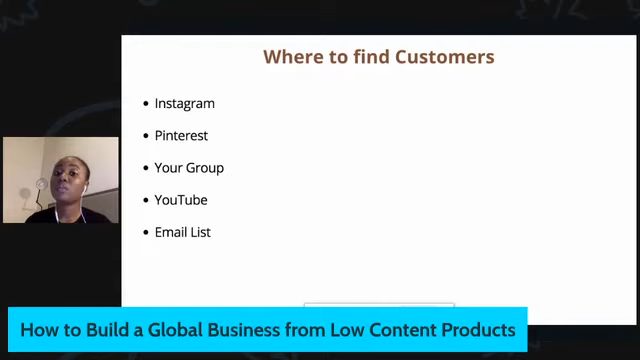 Where to find Customers
Instagram
Pinterest
Your Group
YouTube
Email List
How to Build a Global Business from Low Content Products